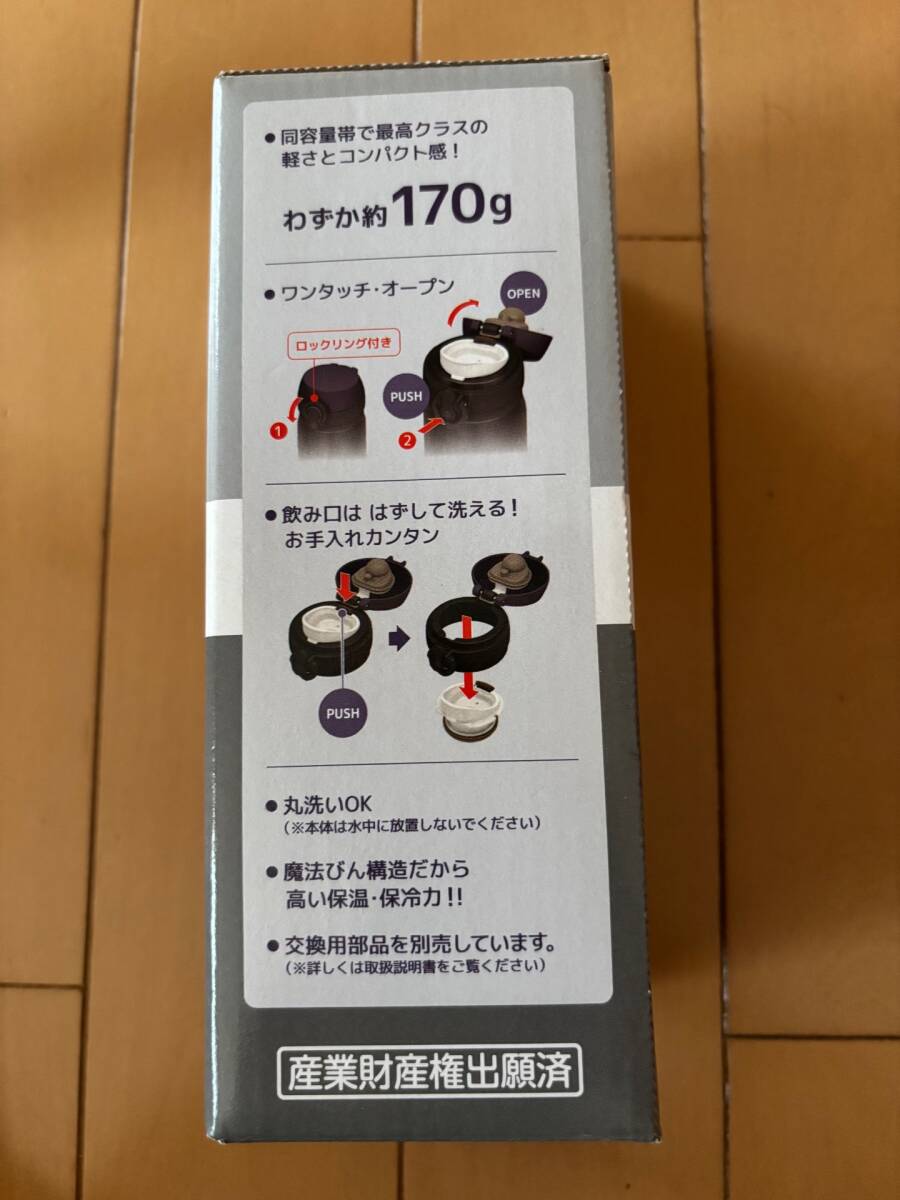 ●同容量帯で最高クラスの
軽さとコンパクト感！
わずか約170g
●ワンタッチ・オープン
OPEN
ロックリング付き
PUSH
1
2
●飲み口は はずして洗える！
お手入れカンタン
PUSH
●丸洗いOK
（※本体は水中に放置しないでください）
●魔法びん構造だから
高い保温・保冷力!!
●交換用部品を別売しています。
（※詳しくは取扱説明書をご覧ください）
産業財産権出願済